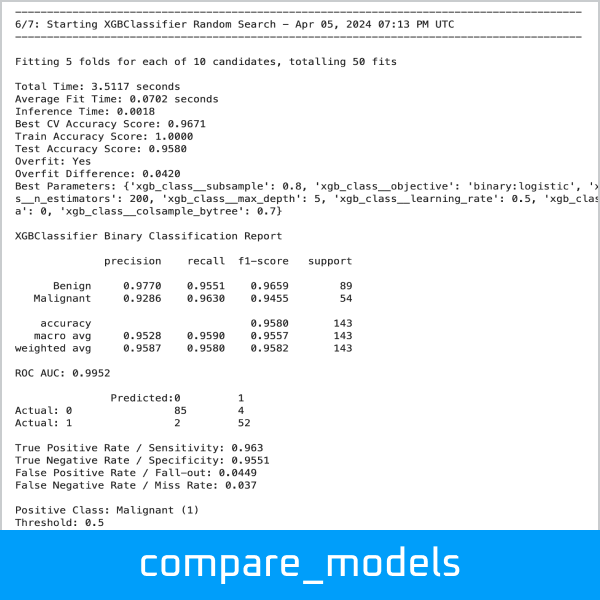 6/7: Starting XGBClassifier Random Search - Apr 05, 2024 07:13 PM UTC
Fitting 5 folds for each of 10 candidates, totalling 50 fits
Total Time: 3.5117 seconds
Average Fit Time: 0.0702 seconds
Inference Time: 0.0018
Best CV Accuracy Score: 0.9671
Train Accuracy Score: 1.0000
Test Accuracy Score: 0.9580
Overfit: Yes
Overfit Difference: 0.0420
Best Parameters: {'xgb_class__subsample': 0.8, 'xgb_class__objective': 'binary:logistic', 'x
s__n_estimators': 200, 'xgb_class__max_depth': 5, 'xgb_class__learning_rate': 0.5, 'xgb_clas
a': 0, 'xgb_class__colsample_bytree': 0.7}
XGBClassifier Binary Classification Report
precision recall f1-score support
Benign 0.9770 0.9551 0.9659 89
Malignant 0.9286 0.9630 0.9455 54
accuracy 0.9580 143
macro avg 0.9528 0.9590 0.9557 143
weighted avg 0.9587 0.9580 0.9582 143
ROC AUC: 0.9952
Predicted:0 1
Actual: 0 85 4
Actual: 1 2 52
True Positive Rate / Sensitivity: 0.963
True Negative Rate / Specificity: 0.9551
False Positive Rate / Fall-out: 0.0449
False Negative Rate / Miss Rate: 0.037
Positive Class: Malignant (1)
Threshold: 0.5
compare_models